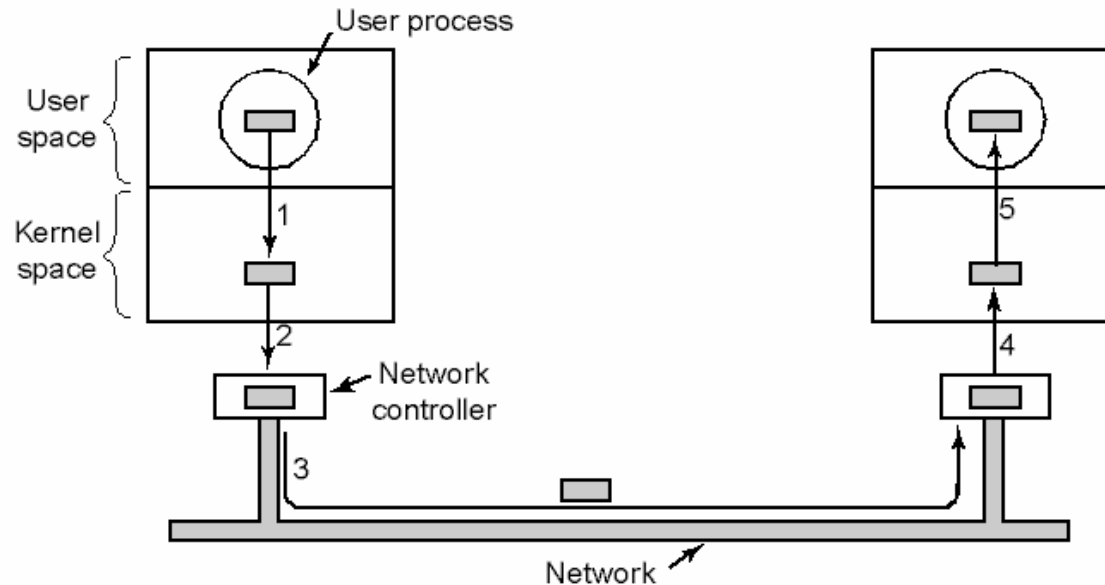 User process
User
space
1
5
Kernel
space
2
4
Network
controller
3
Network